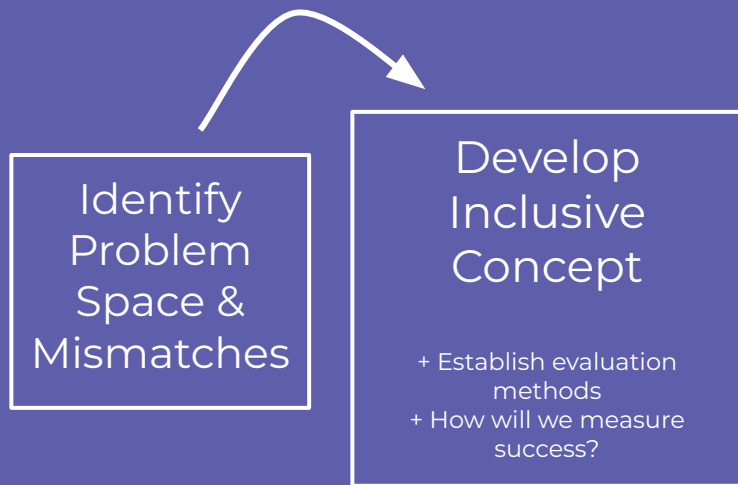 Identify
Problem
Space &
Mismatches
Develop
Inclusive
Concept
+ Establish evaluation
methods
+ How will we measure
success?